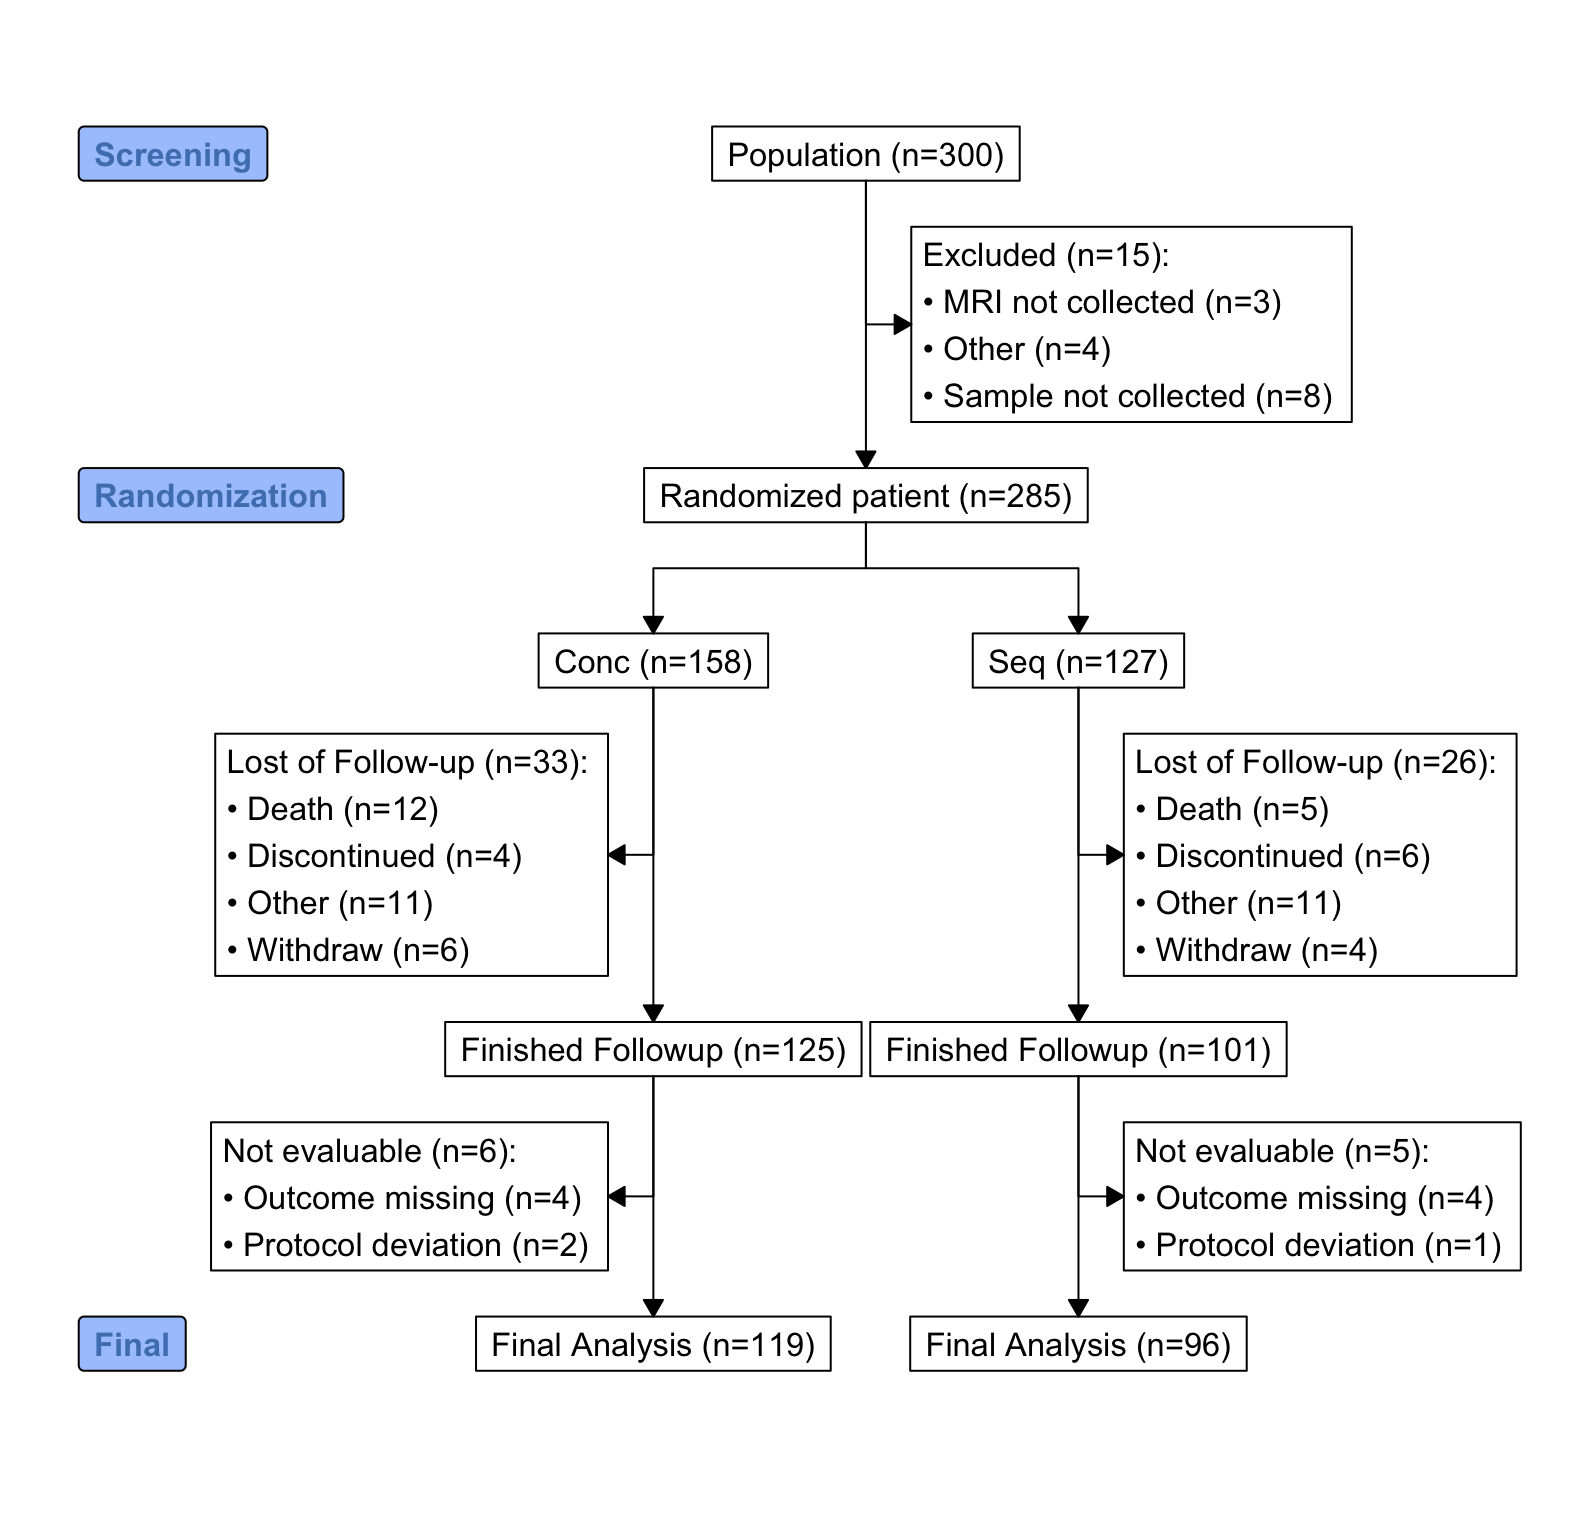 Screening
Population (n=300)
Excluded (n=15):
• MRI not collected (n=3)
• Other (n=4)
• Sample not collected (n=8)
Randomization
Randomized patient (n=285)
Conc (n=158)
Seq (n=127)
Lost of Follow-up (n=33):
• Death (n=12)
• Discontinued (n=4)
• Other (n=11)
• Withdraw (n=6)
Lost of Follow-up (n=26):
• Death (n=5)
• Discontinued (n=6)
• Other (n=11)
• Withdraw (n=4)
Finished Followup (n=125)
Finished Followup (n=101)
Not evaluable (n=6):
• Outcome missing (n=4)
• Protocol deviation (n=2)
Not evaluable (n=5):
• Outcome missing (n=4)
• Protocol deviation (n=1)
Final
Final Analysis (n=119)
Final Analysis (n=96)